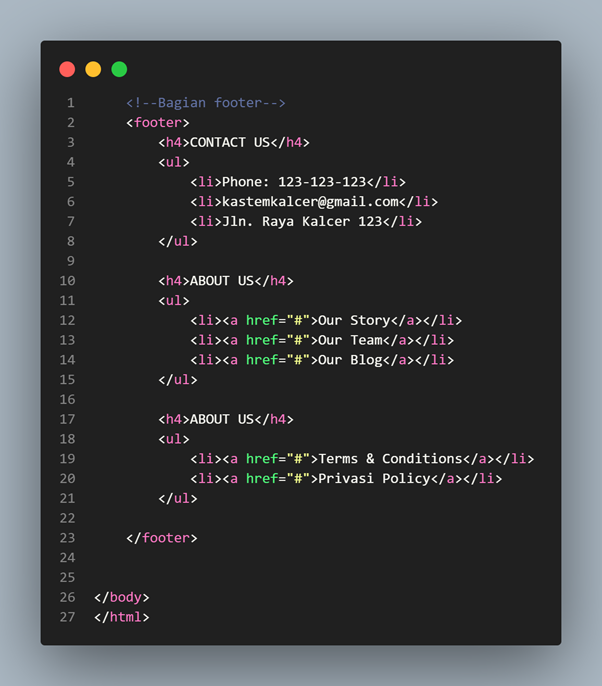 1    <!--Bagian footer-->
2    <footer>
3        <h4>CONTACT US</h4>
4        <ul>
5            <li>Phone: 123-123-123</li>
6            <li>kastemkalcer@gmail.com</li>
7            <li>Jln. Raya Kalcer 123</li>
8        </ul>
9
10        <h4>ABOUT US</h4>
11        <ul>
12            <li><a href="#">Our Story</a></li>
13            <li><a href="#">Our Team</a></li>
14            <li><a href="#">Our Blog</a></li>
15        </ul>
16
17        <h4>ABOUT US</h4>
18        <ul>
19            <li><a href="#">Terms & Conditions</a></li>
20            <li><a href="#">Privasi Policy</a></li>
21        </ul>
22
23    </footer>
24
25
26 </body>
27 </html>